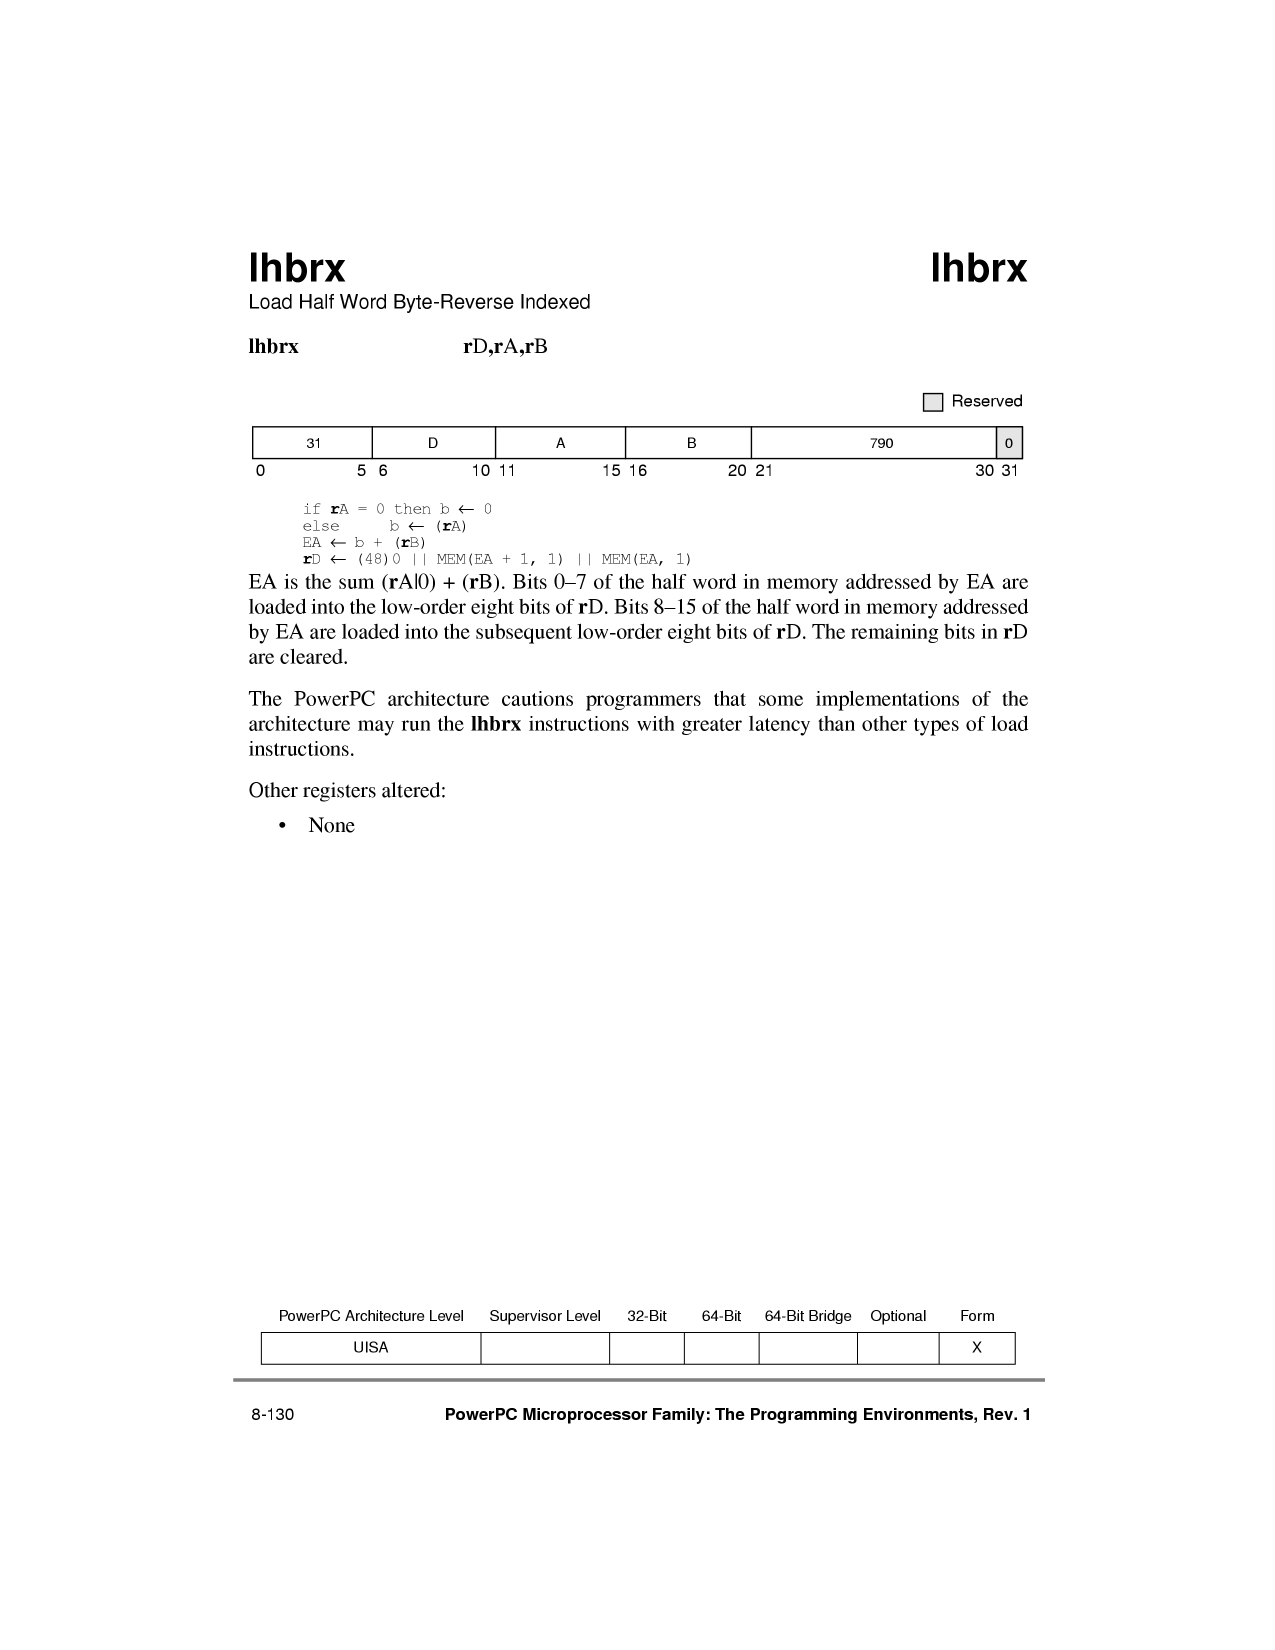 lhbrx lhbrx
Load Half Word Byte-Reverse Indexed
lhbrx rD,rA,rB
Reserved
31 D A B 790 0
0 5 6 10 11 15 16 20 21 30 31
if rA = 0 then b ← 0
else b ← (rA)
EA ← b + (rB)
rD ← (48)0 || MEM(EA + 1, 1) || MEM(EA, 1)
EA is the sum (rA|0) + (rB). Bits 0–7 of the half word in memory addressed by EA are
loaded into the low-order eight bits of rD. Bits 8–15 of the half word in memory addressed
by EA are loaded into the subsequent low-order eight bits of rD. The remaining bits in rD
are cleared.
The PowerPC architecture cautions programmers that some implementations of the
architecture may run the lhbrx instructions with greater latency than other types of load
instructions.
Other registers altered:
• None
PowerPC Architecture Level Supervisor Level 32-Bit 64-Bit 64-Bit Bridge Optional Form
UISA X
8-130 PowerPC Microprocessor Family: The Programming Environments, Rev. 1